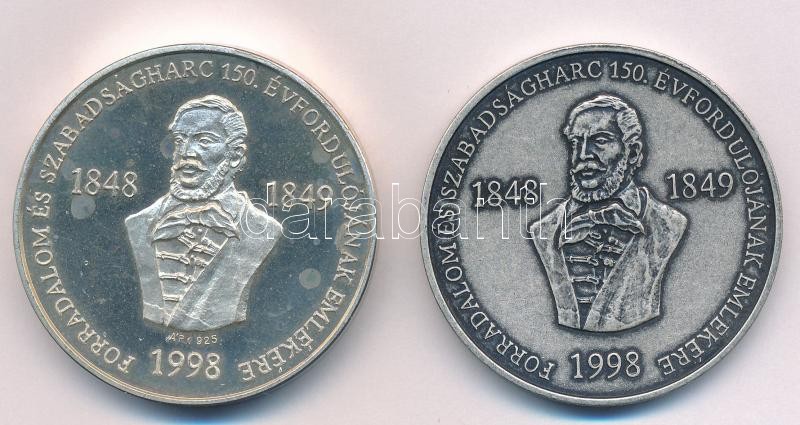 FORRADALOM ÉS SZABADSÁGHARC 150. ÉVFORDULÓJÁNAK EMLÉKÉRE
1848 1849
925
1998
FORRADALOM ÉS SZABADSÁGHARC 150. ÉVFORDULÓJÁNAK EMLÉKÉRE
1848 1849
1998
darabanth